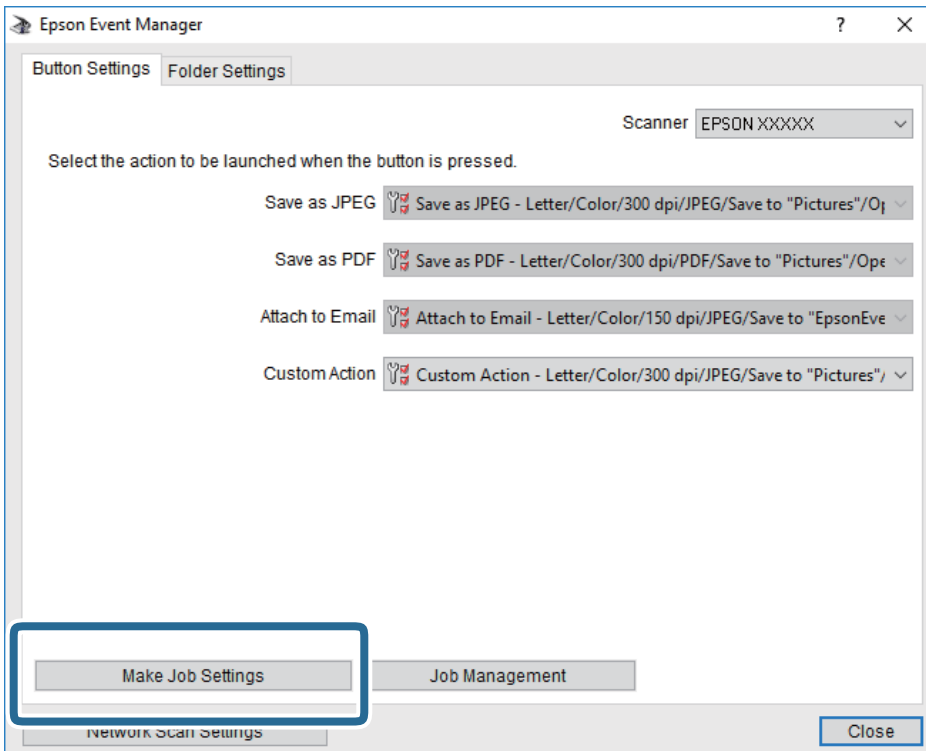 Epson Event Manager
Button Settings Folder Settings
Scanner EPSON XXXXX
Select the action to be launched when the button is pressed.
Save as JPEG Save as JPEG - Letter/Color/300 dpi/JPEG/Save to "Pictures"/Op
Save as PDF Save as PDF - Letter/Color/300 dpi/PDF/Save to "Pictures"/Ope
Attach to Email Attach to Email - Letter/Color/150 dpi/JPEG/Save to "EpsonEve
Custom Action Custom Action - Letter/Color/300 dpi/JPEG/Save to "Pictures"/
Make Job Settings Job Management
Network Scan Settings Close